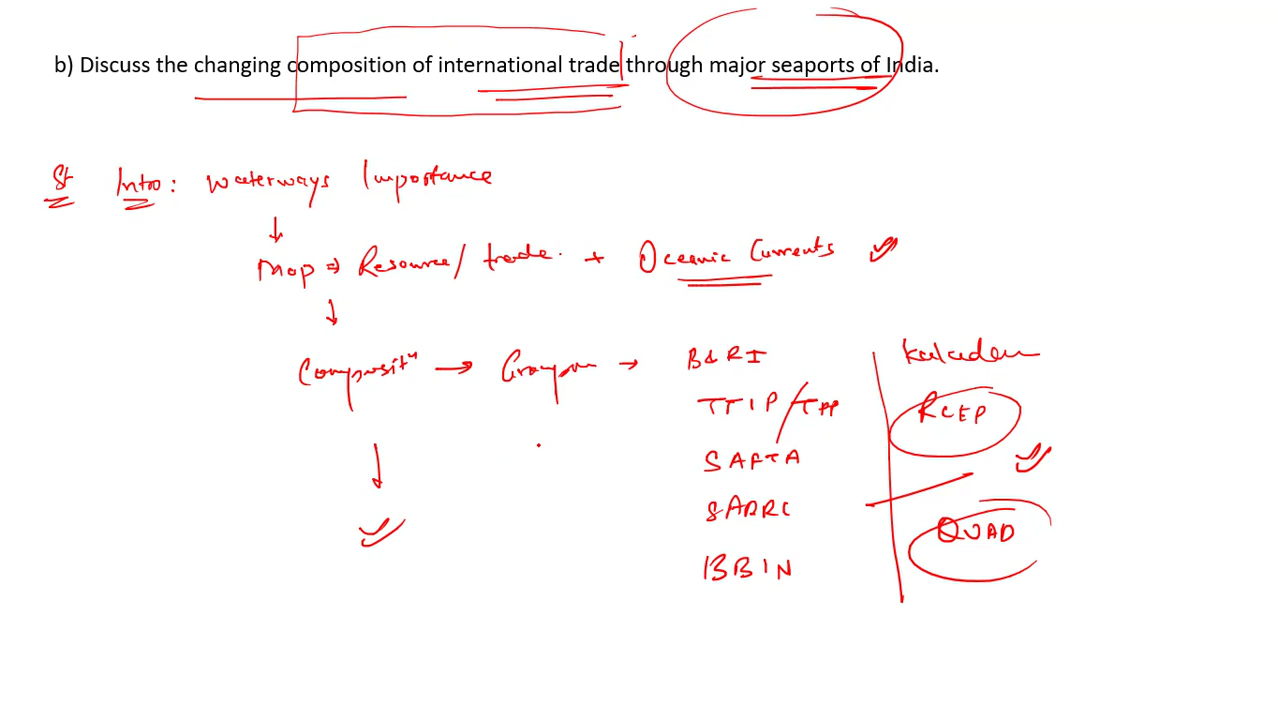 b) Discuss the changing composition of international trade through major seaports of India.
St Intro: Waterways Importance
Map ⇒ Resource/ trade. + Oceanic Currents
Composit" → → B&RI
TTIP/TPP
SAFTA
SAARC
BBIN
Kaladan
RCEP
QUAD